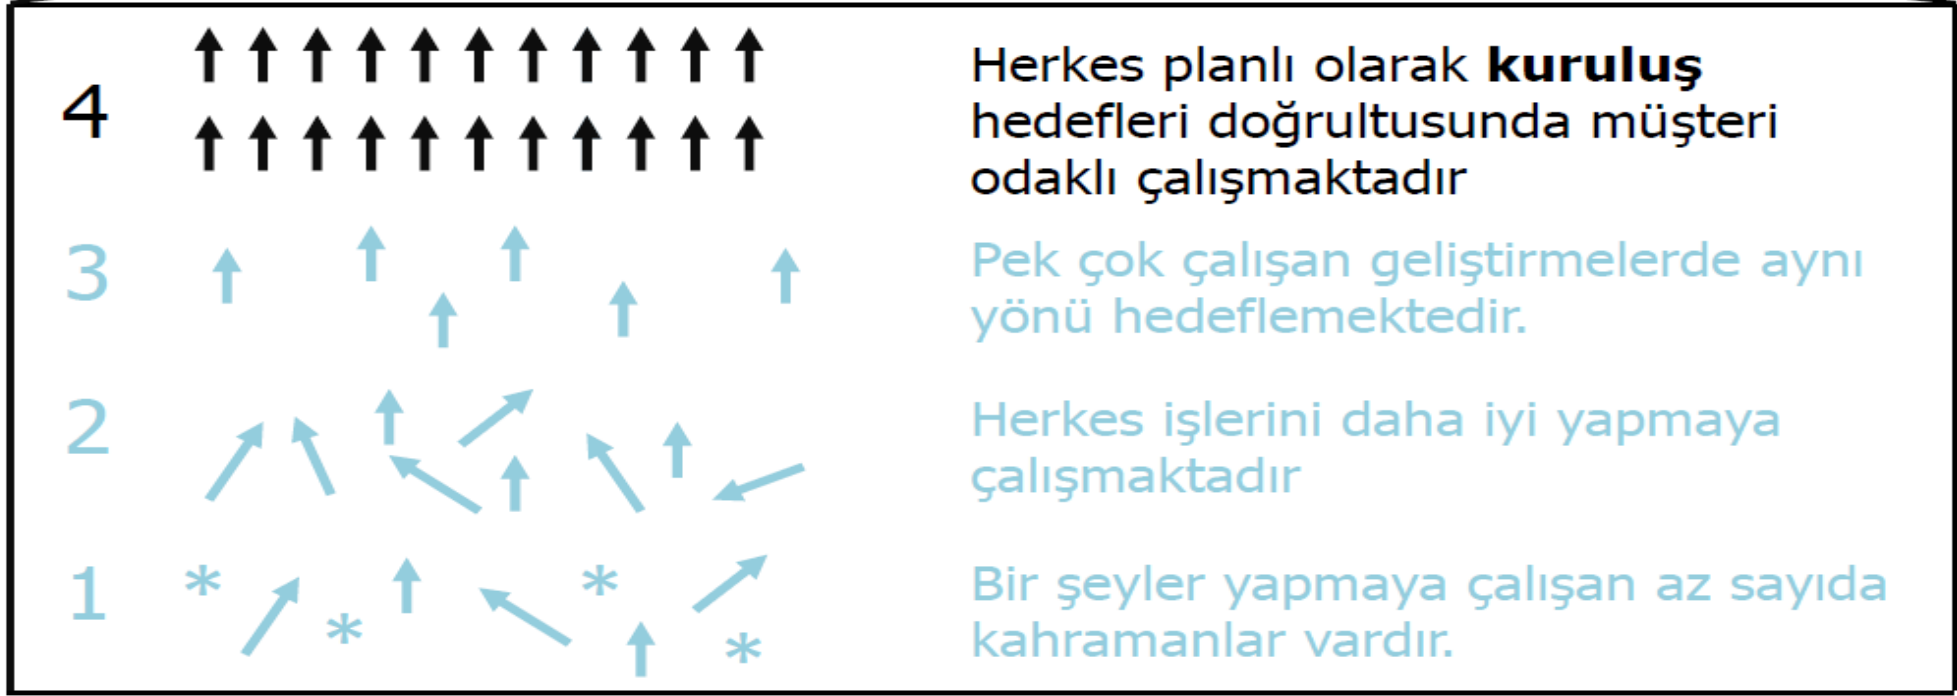 4
Herkes planlı olarak kuruluş
hedefleri doğrultusunda müşteri
odaklı çalışmaktadır
3
Pek çok çalışan geliştirmelerde aynı
yönü hedeflemektedir.
2
Herkes işlerini daha iyi yapmaya
çalışmaktadır
1
* * * *
Bir şeyler yapmaya çalışan az sayıda
kahramanlar vardır.